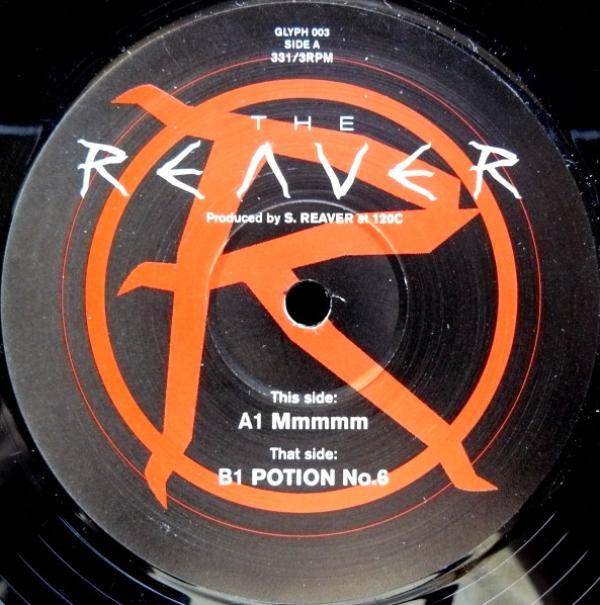 GLYPH 003
SIDE A
331/3RPM
THE
REAVER
Produced by S. REAVER at 120C
This side:
A1 Mmmmm
That side:
B1 POTION No.6